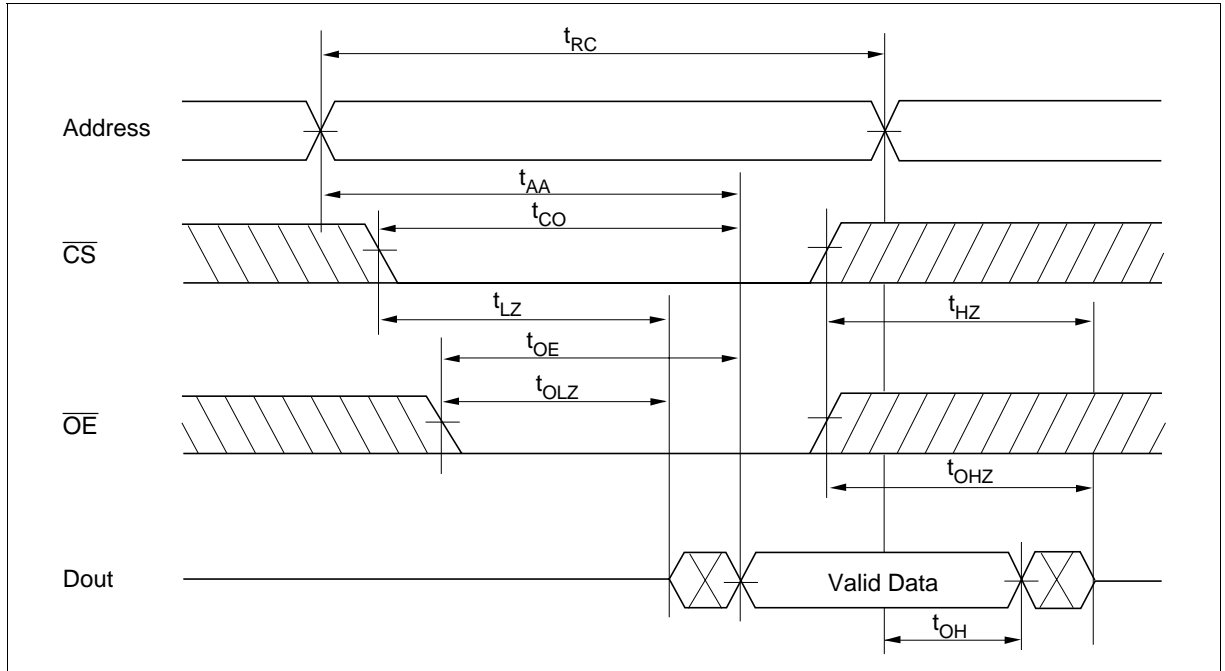 tRC
Address
tAA
tCO
CS
tLZ
tHZ
tOE
tOLZ
OE
tOHZ
Dout
Valid Data
tOH